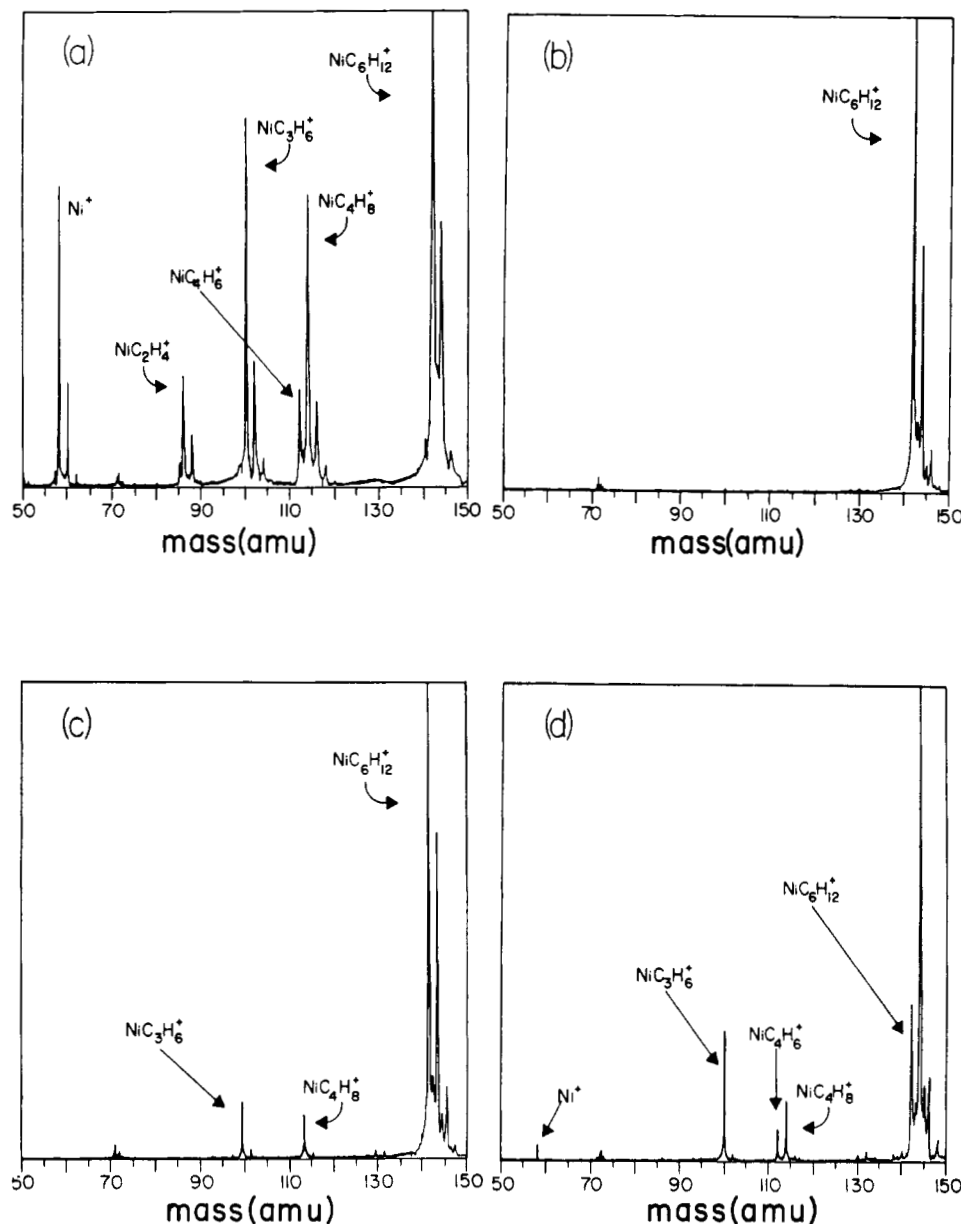 (a)
NiC₆H₁₂⁺
NiC₃H₆⁺
Ni⁺
NiC₄H₈⁺
NiC₄H₆⁺
NiC₂H₄⁺
50 70 90 110 130 150
mass(amu)
(b)
NiC₆H₁₂⁺
50 70 90 110 130 150
mass(amu)
(c)
NiC₆H₁₂⁺
NiC₃H₆⁺
NiC₄H₈⁺
50 70 90 110 130 150
mass(amu)
(d)
NiC₆H₁₂⁺
NiC₃H₆⁺
NiC₄H₆⁺
Ni⁺
NiC₄H₈⁺
50 70 90 110 130 150
mass(amu)